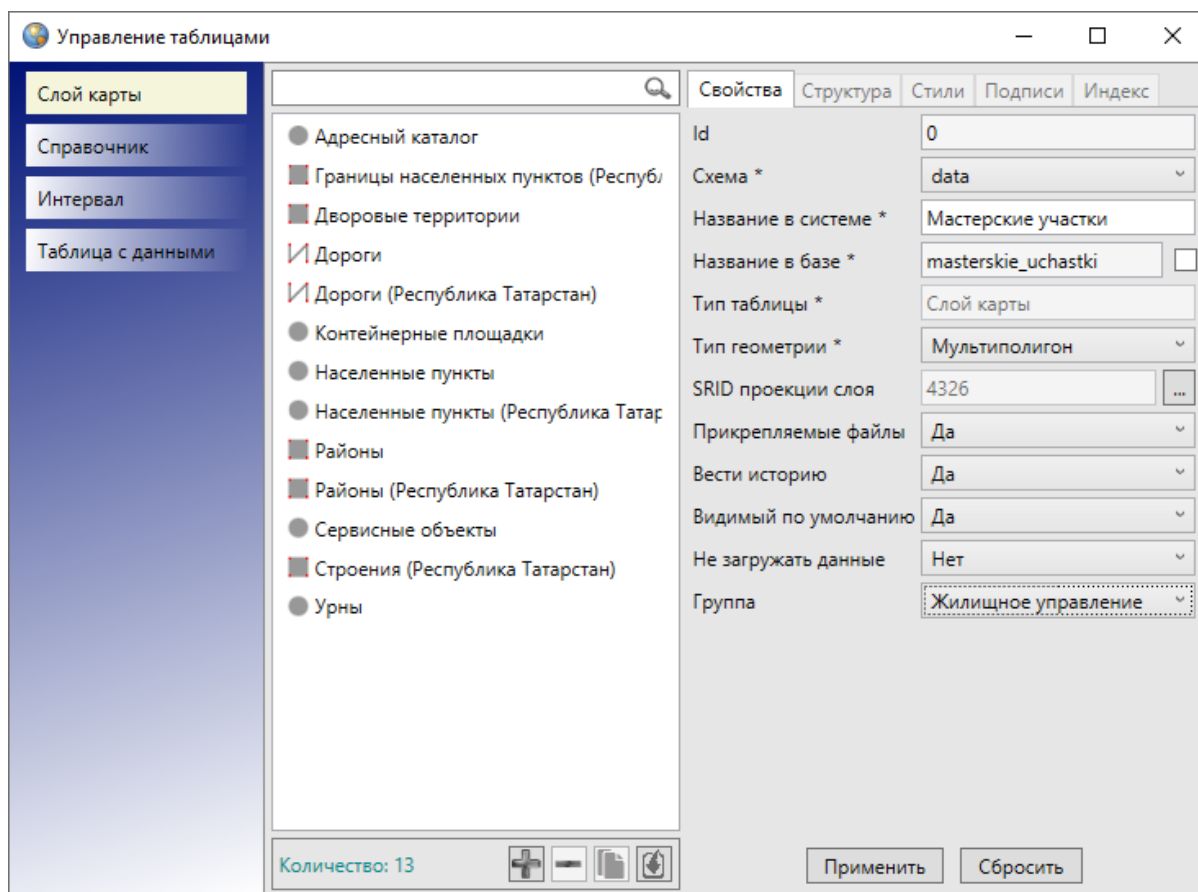 Управление таблицами
Слой карты
Справочник
Интервал
Таблица с данными
Адресный каталог
Границы населенных пунктов (Республ
Дворовые территории
Дороги
Дороги (Республика Татарстан)
Контейнерные площадки
Населенные пункты
Населенные пункты (Республика Татар
Районы
Районы (Республика Татарстан)
Сервисные объекты
Строения (Республика Татарстан)
Урны
Количество: 13
Свойства Структура Стили Подписи Индекс
Id 0
Схема * data
Название в системе * Мастерские участки
Название в базе * masterskie_uchastki
Тип таблицы * Слой карты
Тип геометрии * Мультиполигон
SRID проекции слоя 4326 ...
Прикрепляемые файлы Да
Вести историю Да
Видимый по умолчанию Да
Не загружать данные Нет
Группа Жилищное управление
Применить Сбросить